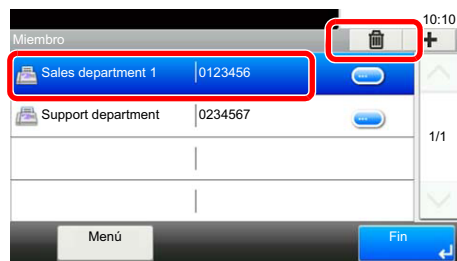 10:10
Miembro
Sales department 1 0123456
Support department 0234567
1/1
Menú Fin